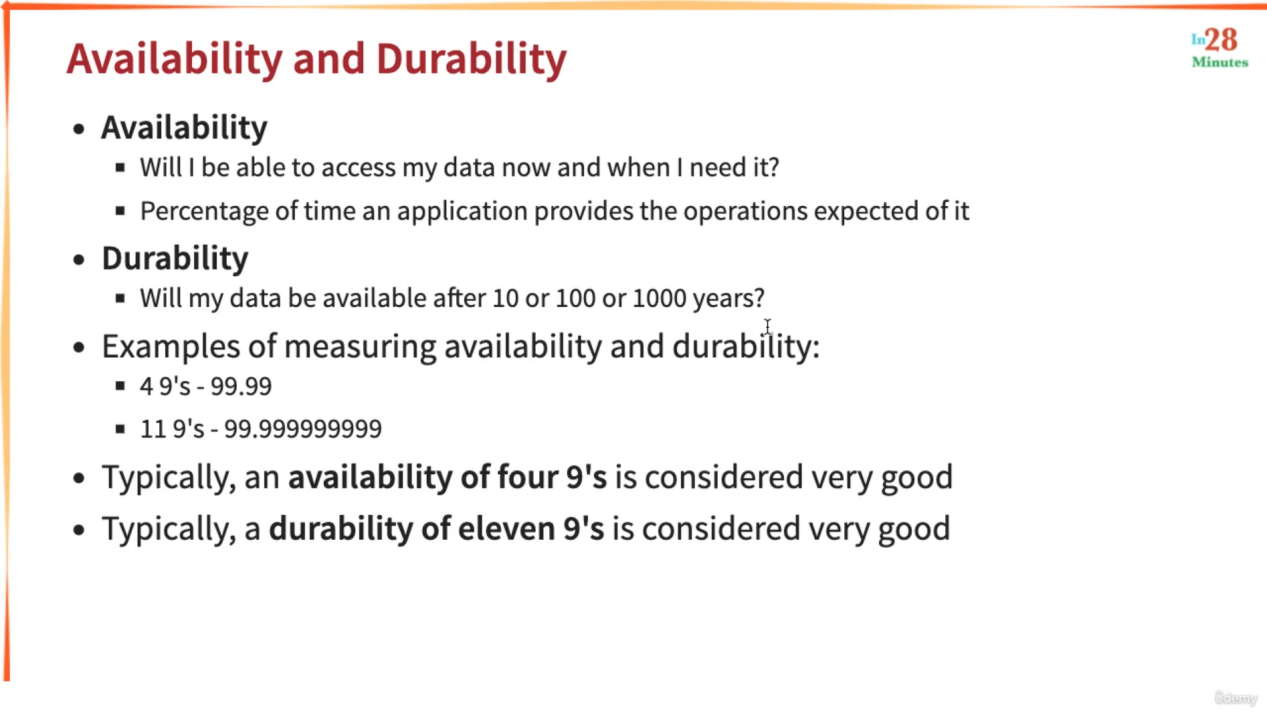 Availability and Durability
In28
Minutes
• Availability
▪ Will I be able to access my data now and when I need it?
▪ Percentage of time an application provides the operations expected of it
• Durability
▪ Will my data be available after 10 or 100 or 1000 years?
• Examples of measuring availability and durability:
▪ 4 9's - 99.99
▪ 11 9's - 99.999999999
• Typically, an availability of four 9's is considered very good
• Typically, a durability of eleven 9's is considered very good
ûdemy